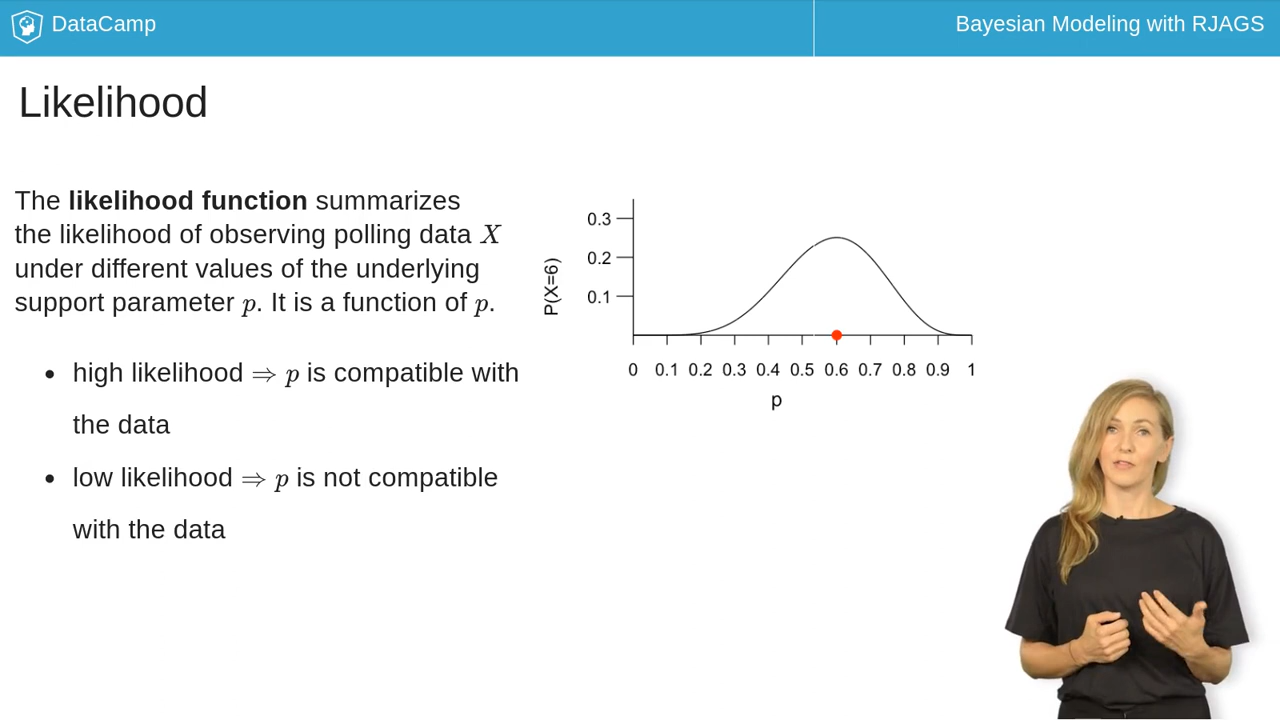 DataCamp
Bayesian Modeling with RJAGS
Likelihood
The likelihood function summarizes
the likelihood of observing polling data X
under different values of the underlying
support parameter p. It is a function of p.
• high likelihood ⇒ p is compatible with
the data
• low likelihood ⇒ p is not compatible
with the data
P(X=6)
0.3
0.2
0.1
0 0.1 0.2 0.3 0.4 0.5 0.6 0.7 0.8 0.9 1
p